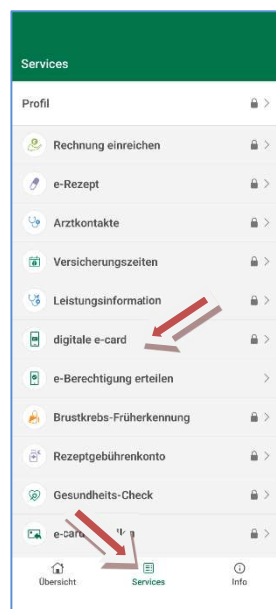 Services
Profil
Rechnung einreichen
e-Rezept
Arztkontakte
Versicherungszeiten
Leistungsinformation
digitale e-card
e-Berechtigung erteilen
Brustkrebs-Früherkennung
Rezeptgebührenkonto
Gesundheits-Check
e-card
Übersicht
Services
Info